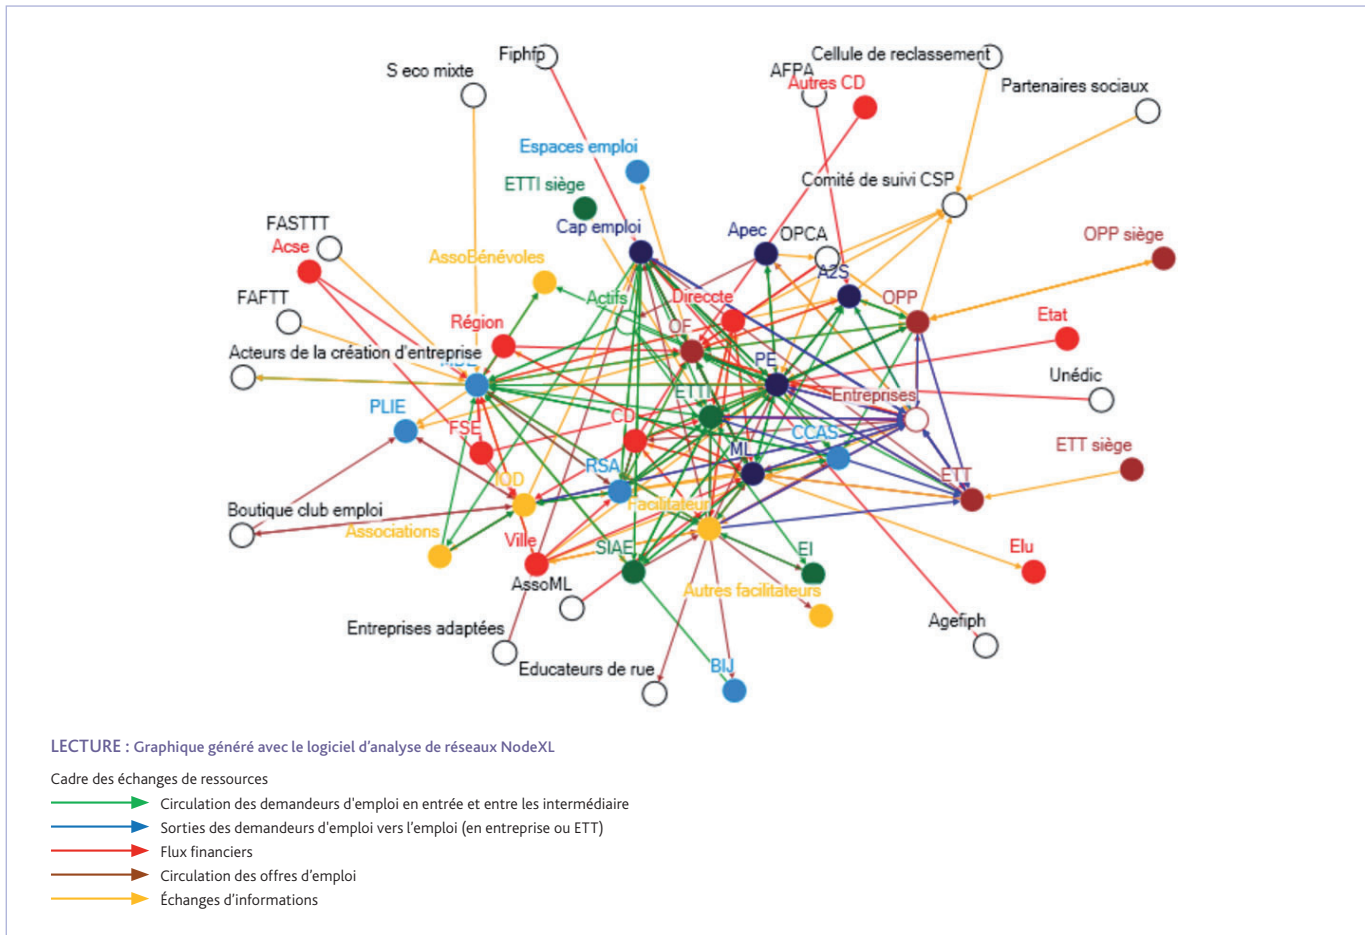 Fiphfp
Cellule de reclassement
S eco mixte
AFPA
Autres CD
Partenaires sociaux
Espaces emploi
ETTI siège
Comité de suivi CSP
Cap emploi
Apec
OPCA
OPP siège
FASTTT
Acse
AssoBénévoles
A2S
Actifs
Direccte
OPP
FAFTT
Région
OF
Etat
Acteurs de la création d'entreprise
PE
Unédic
PLIE
ETTI
Entreprises
FSE
CD
CCAS
ML
ETT siège
RSA
ETT
IOD
Boutique club emploi
Facilitateur
Associations
Ville
SIAE
EI
Elu
AssoML
Autres facilitateurs
Entreprises adaptées
Agefiph
Educateurs de rue
BIJ
LECTURE : Graphique généré avec le logiciel d'analyse de réseaux NodeXL
Cadre des échanges de ressources
Circulation des demandeurs d'emploi en entrée et entre les intermédiaire
Sorties des demandeurs d'emploi vers l'emploi (en entreprise ou ETT)
Flux financiers
Circulation des offres d'emploi
Échanges d'informations